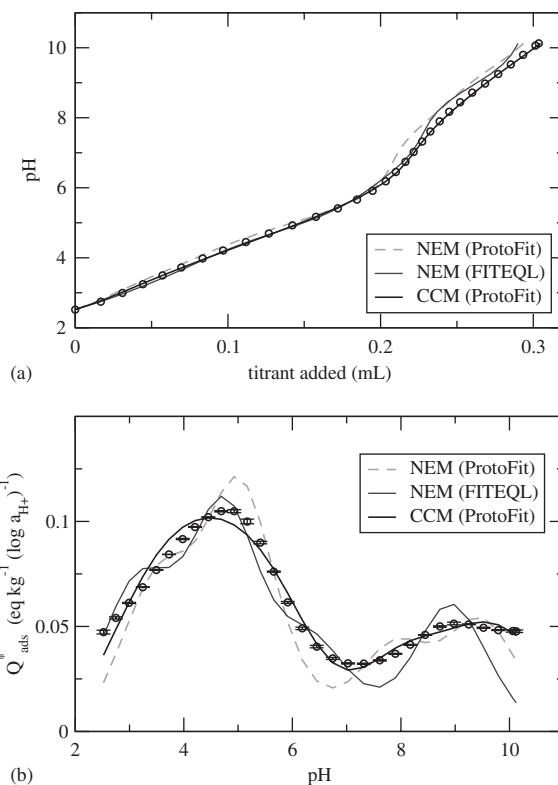 10
8
6
4
2
pH
0
0.1
0.2
0.3
titrant added (mL)
NEM (ProtoFit)
NEM (FITEQL)
CCM (ProtoFit)
(a)
0.1
0.05
0
Q*ads (eq kg-1 (log aH+)-1
NEM (ProtoFit)
NEM (FITEQL)
CCM (ProtoFit)
2
4
6
8
10
pH
(b)